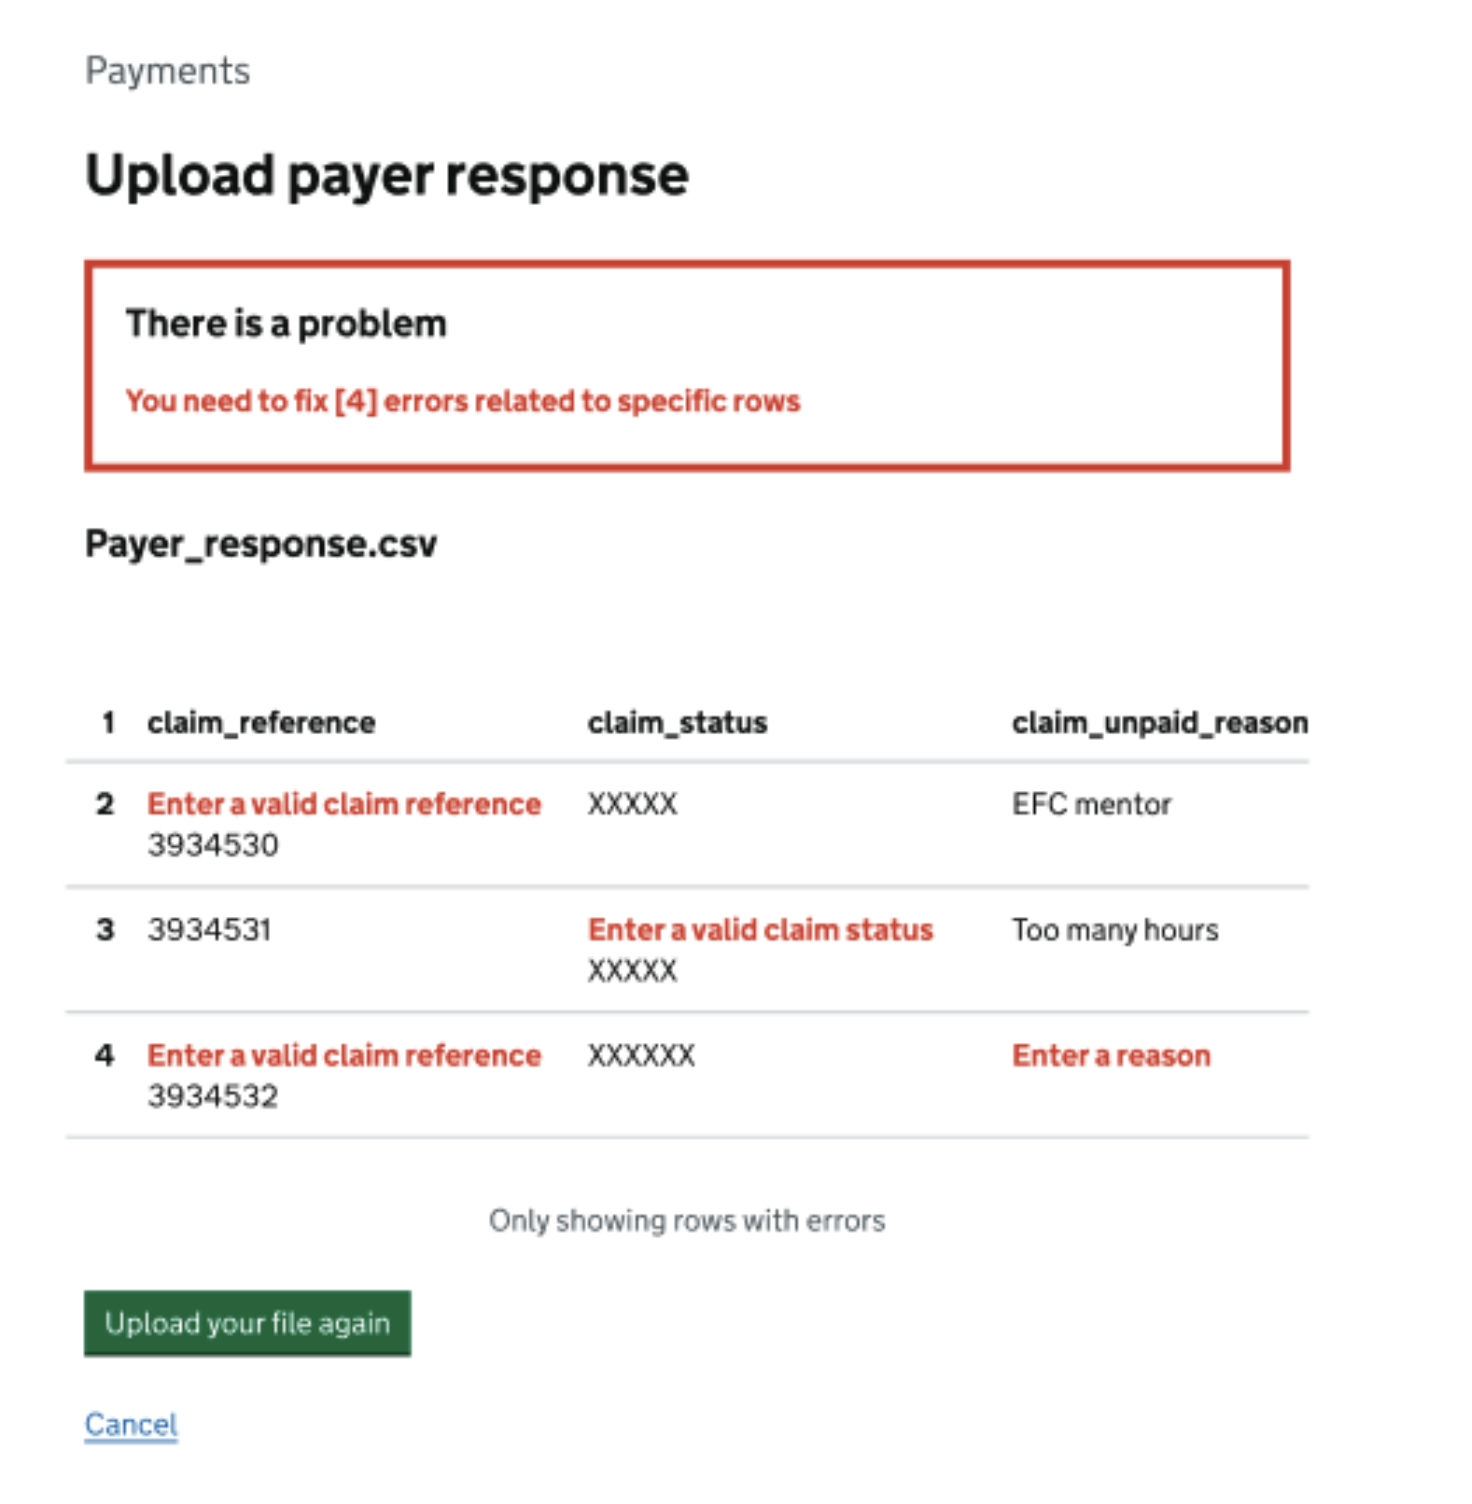 Payments
Upload payer response
There is a problem
You need to fix [4] errors related to specific rows
Payer_response.csv
1 claim_reference claim_status claim_unpaid_reason
2 Enter a valid claim reference XXXXX EFC mentor
3934530
3 3934531 Enter a valid claim status Too many hours
XXXXX
4 Enter a valid claim reference XXXXXX Enter a reason
3934532
Only showing rows with errors
Upload your file again
Cancel